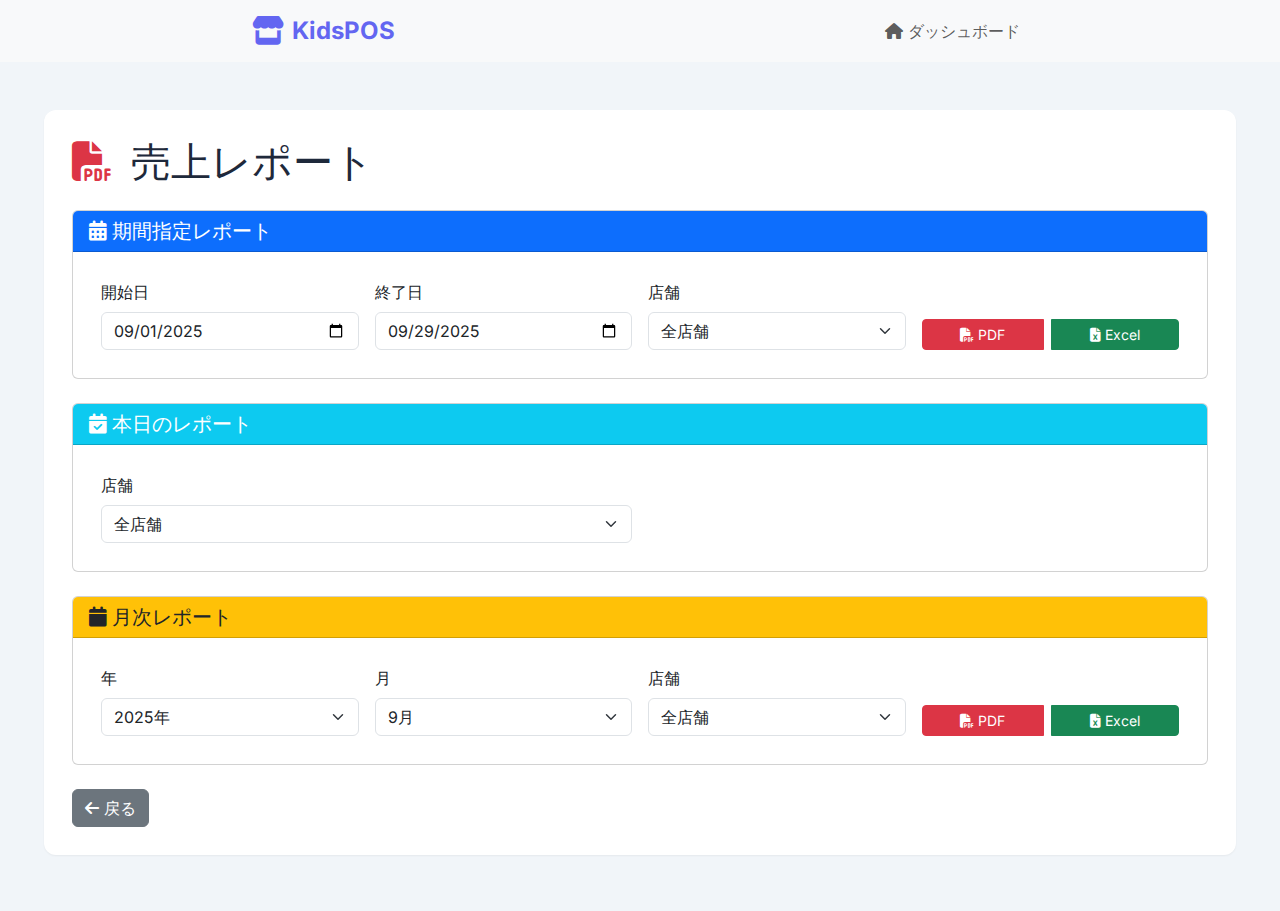 KidsPOS
ダッシュボード
PDF 売上レポート
期間指定レポート
開始日 終了日 店舗
09/01/2025 09/29/2025 全店舗 PDF Excel
本日のレポート
店舗
全店舗
月次レポート
年 月 店舗
2025年 9月 全店舗 PDF Excel
戻る